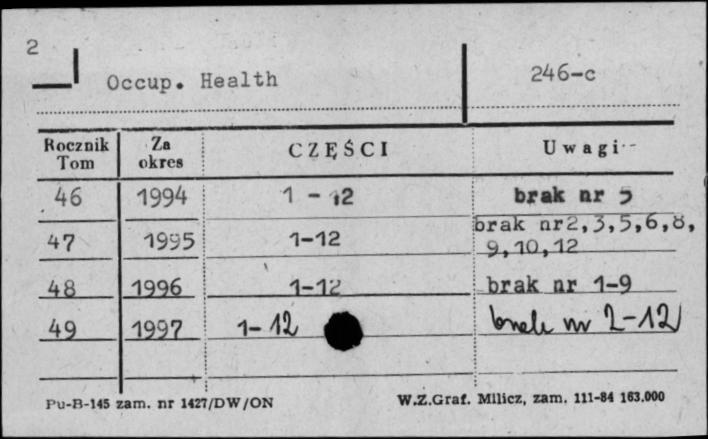 2
Occup. Health 246-c
Rocznik Tom Za okres CZĘŚCI Uwagi
46 1994 1 - 12 brak nr 5
47 1995 1-12 brak nr2,3,5,6,8,
9,10,12
48 1996 1-12 brak nr 1-9
49 1997 1-12 brak nr 2-12
Pu-B-145 zam. nr 1427/DW/ON W.Z.Graf. Milicz, zam. 111-84 163.000